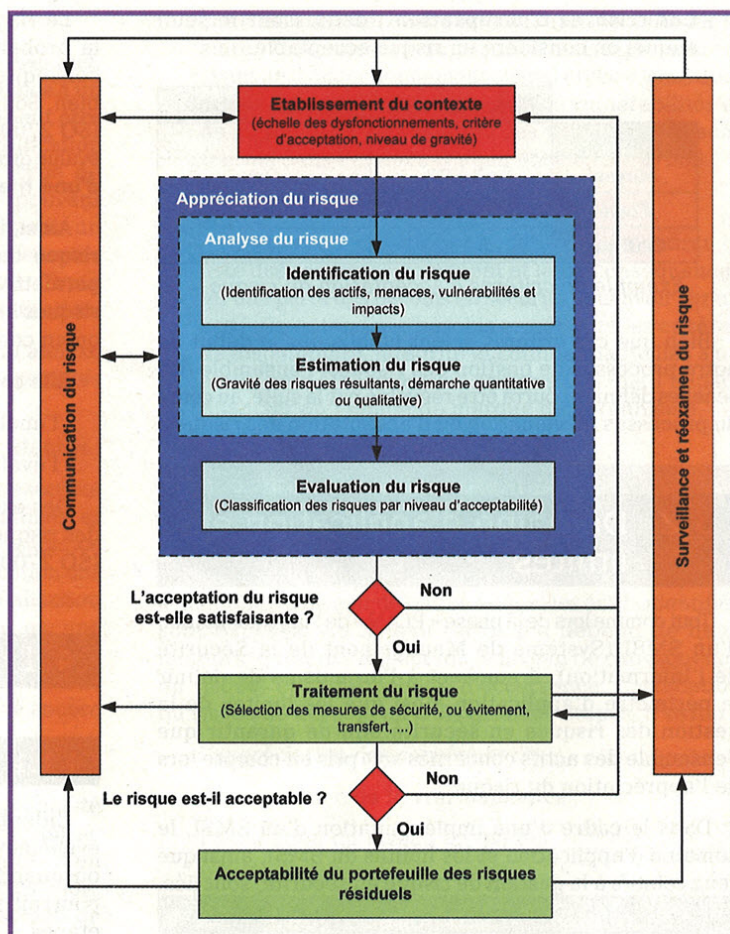 Etablissement du contexte
(échelle des dysfonctionnements, critère
d'acceptation, niveau de gravité)
Appréciation du risque
Analyse du risque
Identification du risque
(Identification des actifs, menaces, vulnérabilités et
impacts)
Estimation du risque
(Gravité des risques résultants, démarche quantitative
ou qualitative)
Evaluation du risque
(Classification des risques par niveau d'acceptabilité)
Communication du risque
Surveillance et réexamen du risque
L'acceptation du risque
est-elle satisfaisante ?
Non
Oui
Traitement du risque
(Sélection des mesures de sécurité, ou évitement,
transfert, ...)
Le risque est-il acceptable ?
Non
Oui
Acceptabilité du portefeuille des risques
résiduels